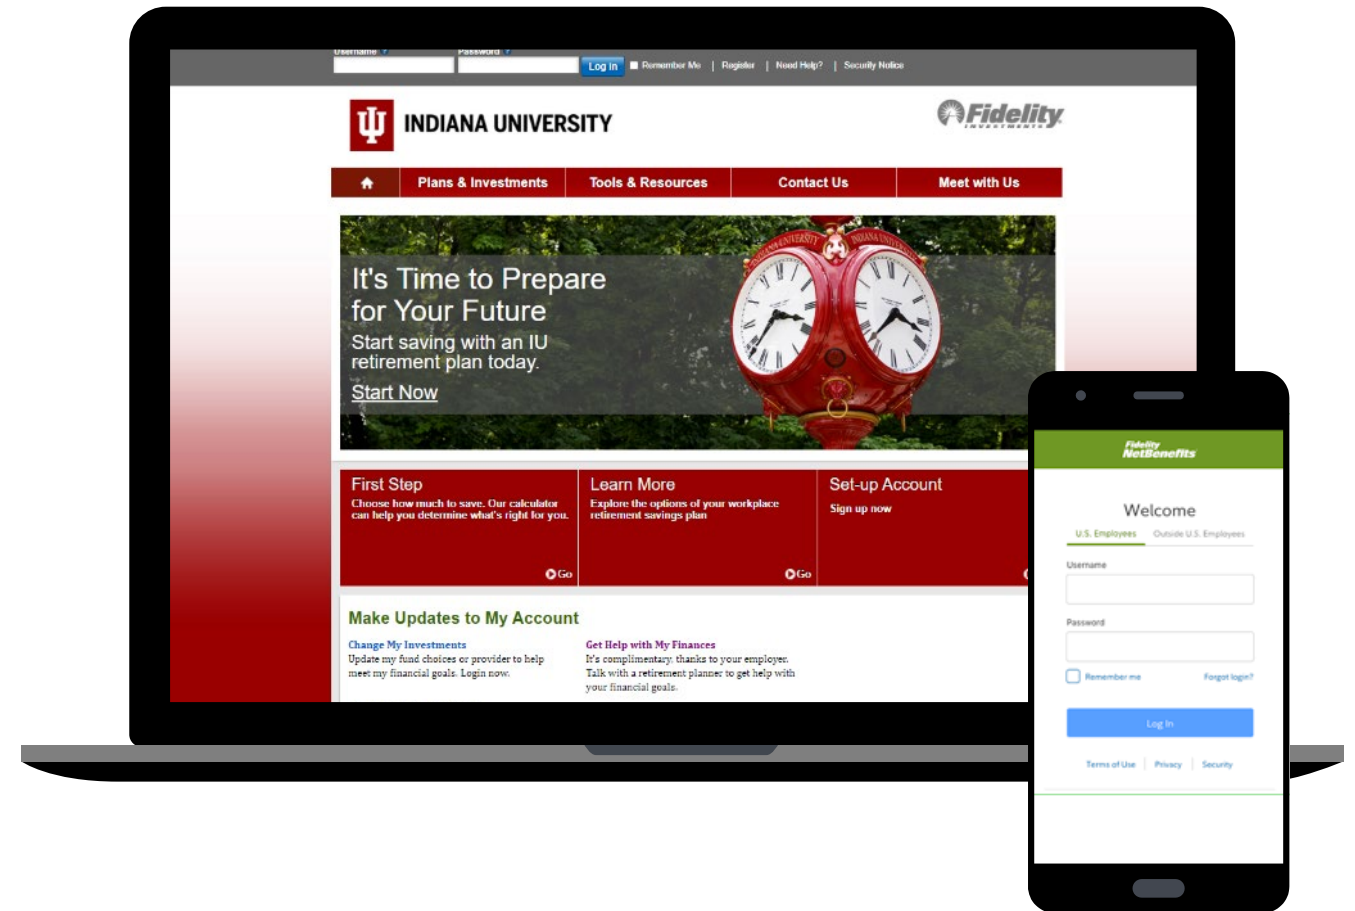 Username ?
Password ?
Log In
Remember Me | Register | Need Help? | Security Notice
INDIANA UNIVERSITY
Fidelity
INVESTMENTS
Plans & Investments
Tools & Resources
Contact Us
Meet with Us
INDIANA UNIVERSITY
INDIANA UNIVERSITY
It's Time to Prepare
for Your Future
Start saving with an IU
retirement plan today.
Start Now
First Step
Choose how much to save. Our calculator
can help you determine what's right for you.
Go
Learn More
Explore the options of your workplace
retirement savings plan
Go
Set-up Account
Sign up now
Make Updates to My Account
Change My Investments
Update my fund choices or provider to help
meet my financial goals. Login now.
Get Help with My Finances
It's complimentary, thanks to your employer.
Talk with a retirement planner to get help with
your financial goals.
Fidelity
NetBenefits
Welcome
U.S. Employees
Outside U.S. Employees
Username
Password
Remember me
Forgot login?
Log In
Terms of Use | Privacy | Security